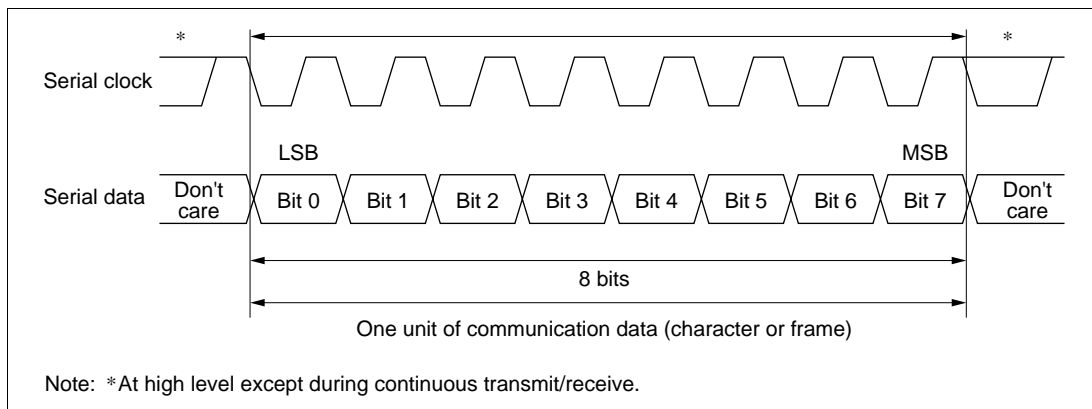 * *
Serial clock
LSB MSB
Serial data Don't care Bit 0 Bit 1 Bit 2 Bit 3 Bit 4 Bit 5 Bit 6 Bit 7 Don't care
8 bits
One unit of communication data (character or frame)
Note: *At high level except during continuous transmit/receive.